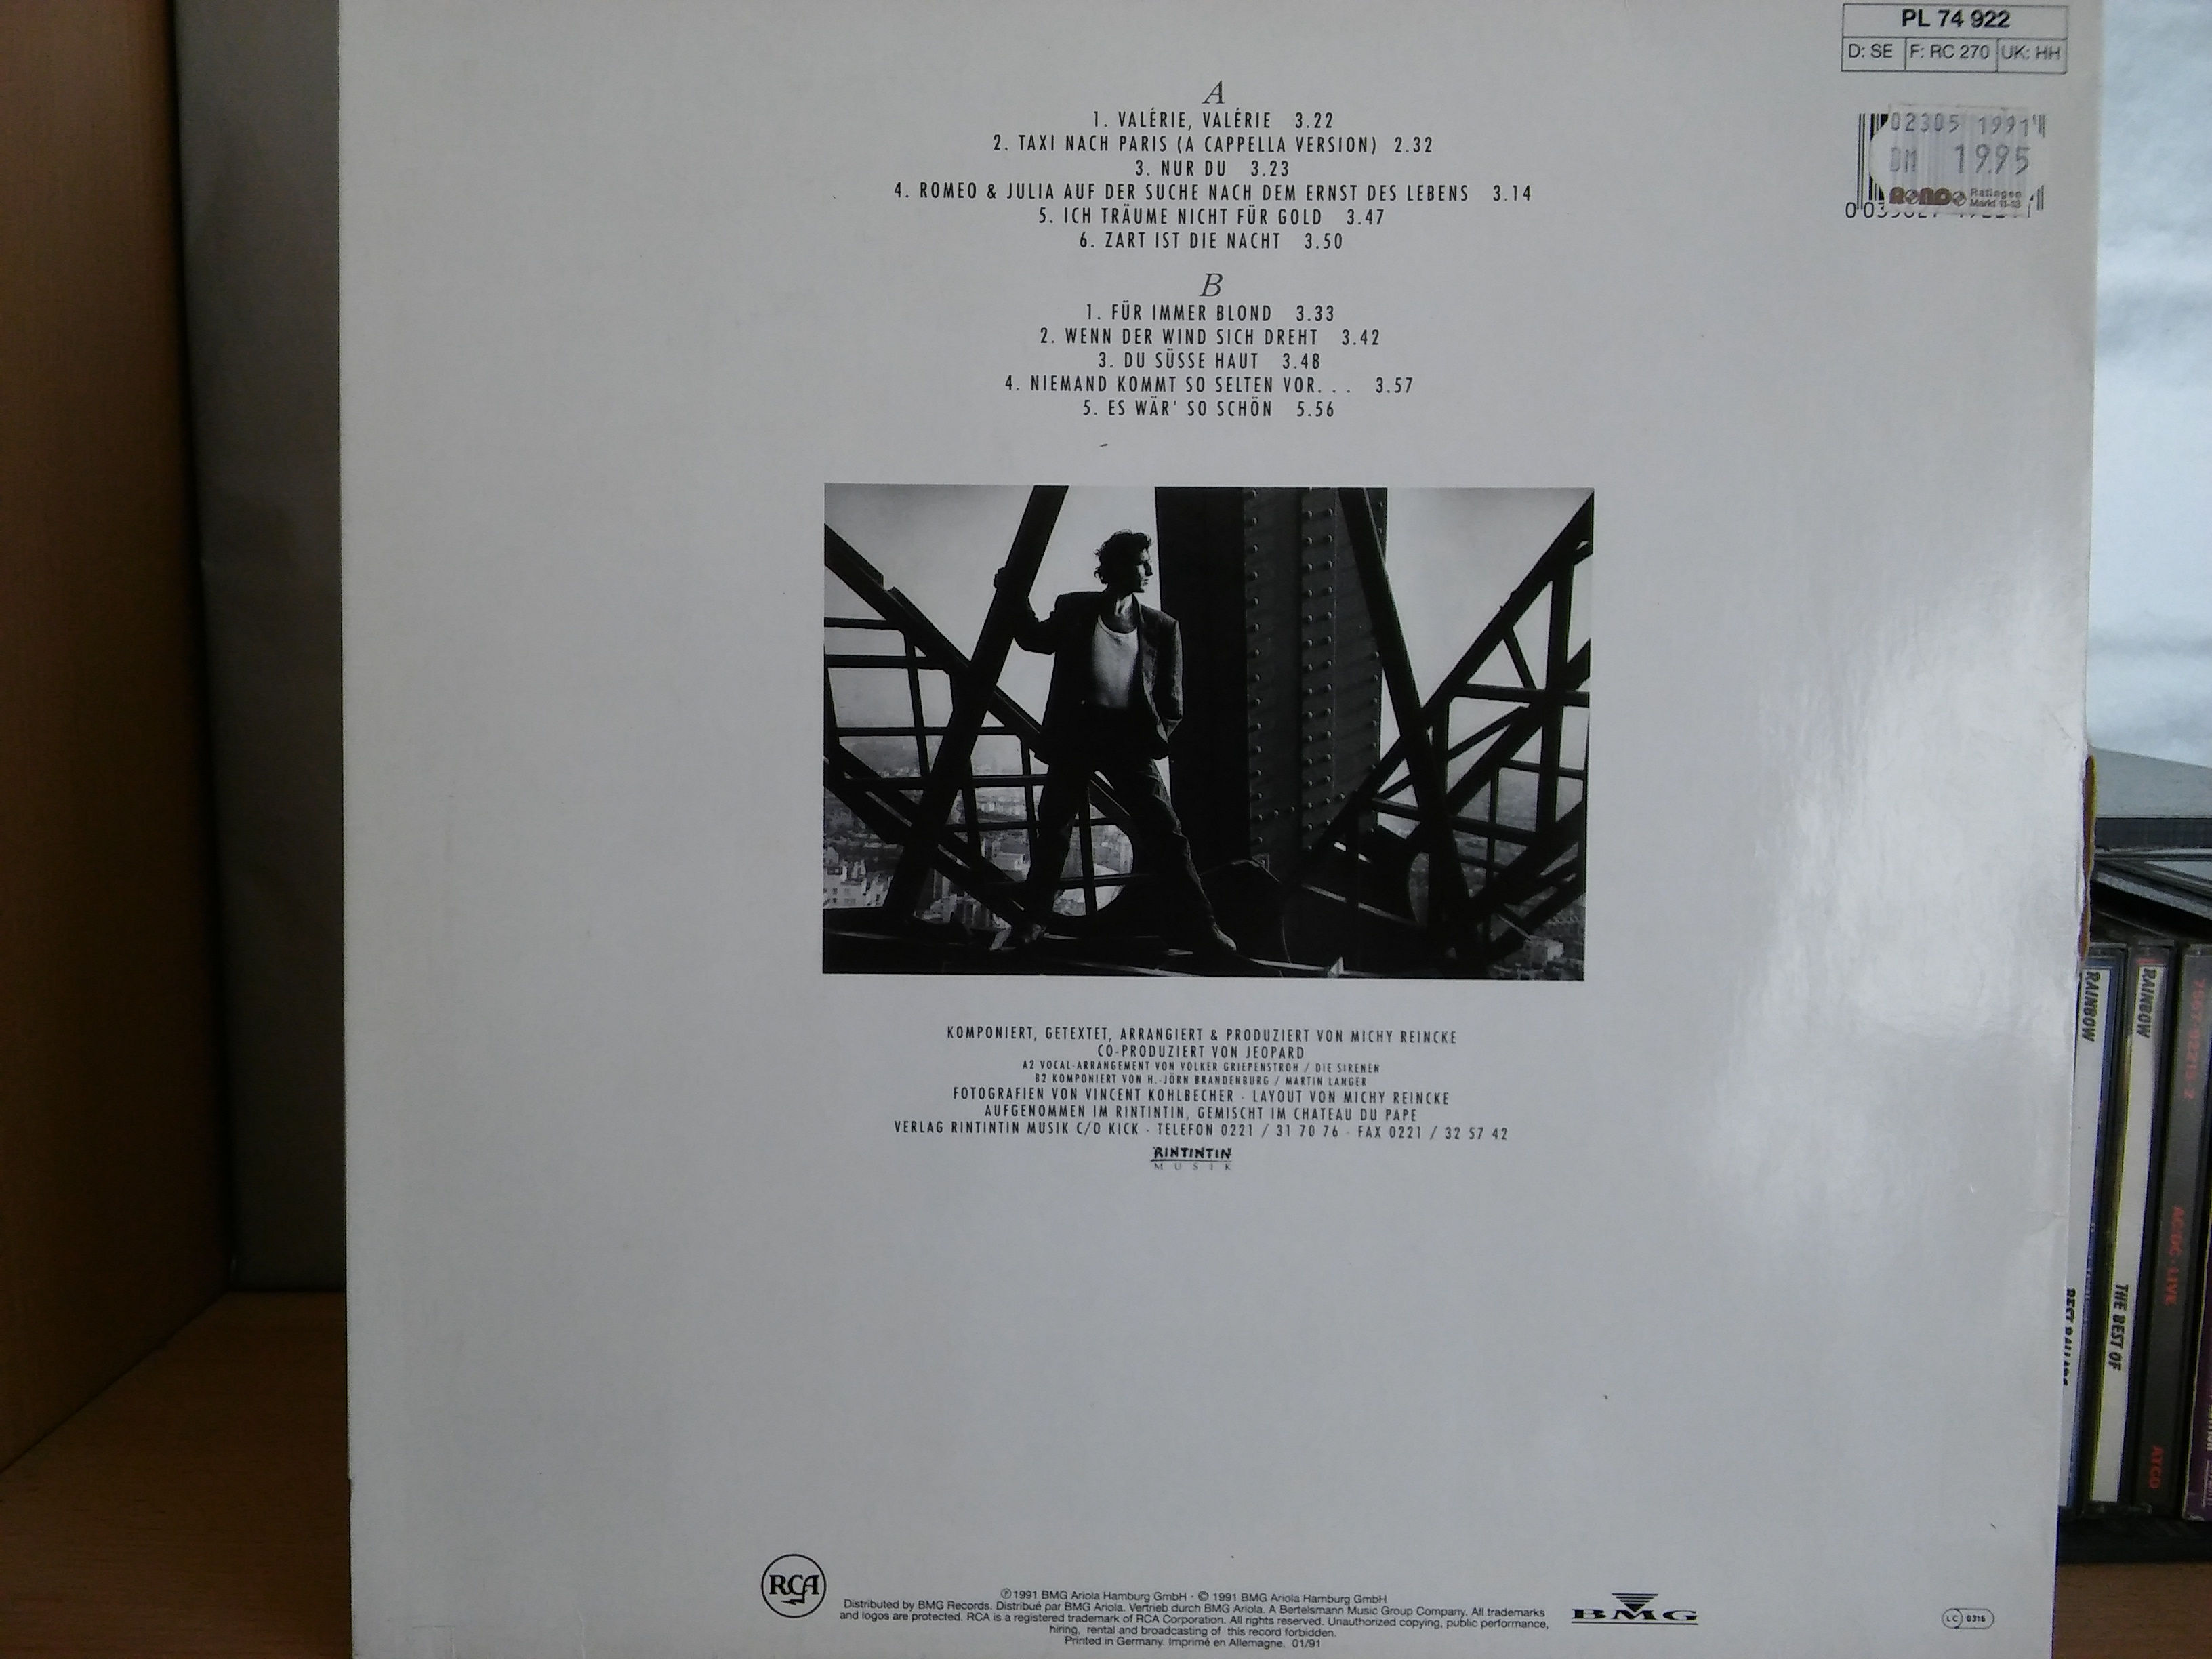 PL 74 922
D: SE F: RC 270 UK: HH
02305 1991
DM 19.95
RONDO Ratingen
Markt 11-13
A
1. VALÉRIE, VALÉRIE 3.22
2. TAXI NACH PARIS (A CAPPELLA VERSION) 2.32
3. NUR DU 3.23
4. ROMEO & JULIA AUF DER SUCHE NACH DEM ERNST DES LEBENS 3.14
5. ICH TRÄUME NICHT FÜR GOLD 3.47
6. ZART IST DIE NACHT 3.50
B
1. FÜR IMMER BLOND 3.33
2. WENN DER WIND SICH DREHT 3.42
3. DU SÜSSE HAUT 3.48
4. NIEMAND KOMMT SO SELTEN VOR. . . 3.57
5. ES WÄR' SO SCHÖN 5.56
KOMPONIERT, GETEXTET, ARRANGIERT & PRODUZIERT VON MICHY REINCKE
CO-PRODUZIERT VON JEOPARD
A2 VOCAL-ARRANGEMENT VON VOLKER GRIEPENSTROH / DIE SIRENEN
B2 KOMPONIERT VON H.-JÖRN BRANDENBURG / MARTIN LANGER
FOTOGRAFIEN VON VINCENT KOHLBECHER - LAYOUT VON MICHY REINCKE
AUFGENOMMEN IM RINTINTIN, GEMISCHT IM CHATEAU DU PAPE
VERLAG RINTINTIN MUSIK C/O KICK - TELEFON 0221 / 31 70 76 - FAX 0221 / 32 57 42
RINTINTIN
MUSIK
RAINBOW
BEST BALLADS
RAINBOW
THE BEST OF
AC/DC · LIVE
ATCO
RCA
℗ 1991 BMG Ariola Hamburg GmbH · © 1991 BMG Ariola Hamburg GmbH
Distributed by BMG Records. Distribué par BMG Ariola. Vertrieb durch BMG Ariola. A Bertelsmann Music Group Company. All trademarks
and logos are protected. RCA is a registered trademark of RCA Corporation. All rights reserved. Unauthorized copying, public performance,
hiring, rental and broadcasting of this record forbidden.
Printed in Germany. Imprimé en Allemagne. 01/91
BMG
LC 0316